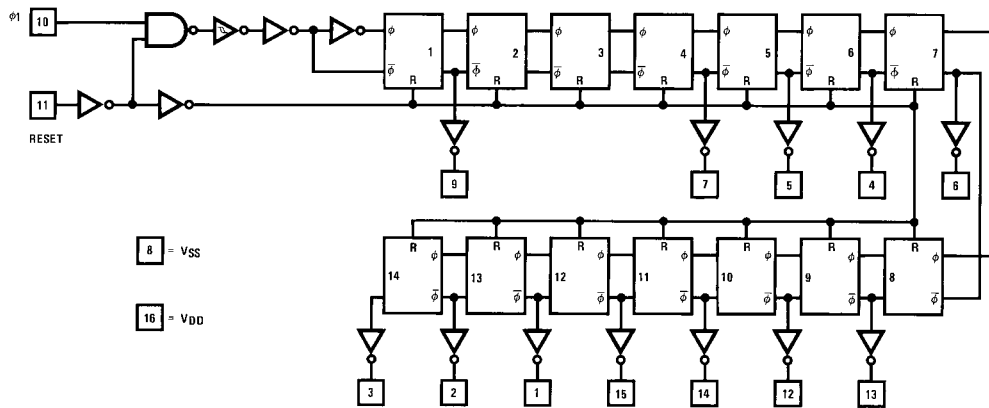 φ1 10
φ φ φ φ φ φ φ
1 2 3 4 5 6 7
φ̅ φ̅ φ̅ φ̅ φ̅ φ̅
R R R R R R R
11
RESET
9 7 5 4 6
R R R R R R R
8 = VSS
φ φ φ φ φ φ
14 13 12 11 10 9 8
φ̅ φ̅ φ̅ φ̅ φ̅ φ̅ φ̅
16 = VDD
3 2 1 15 14 12 13